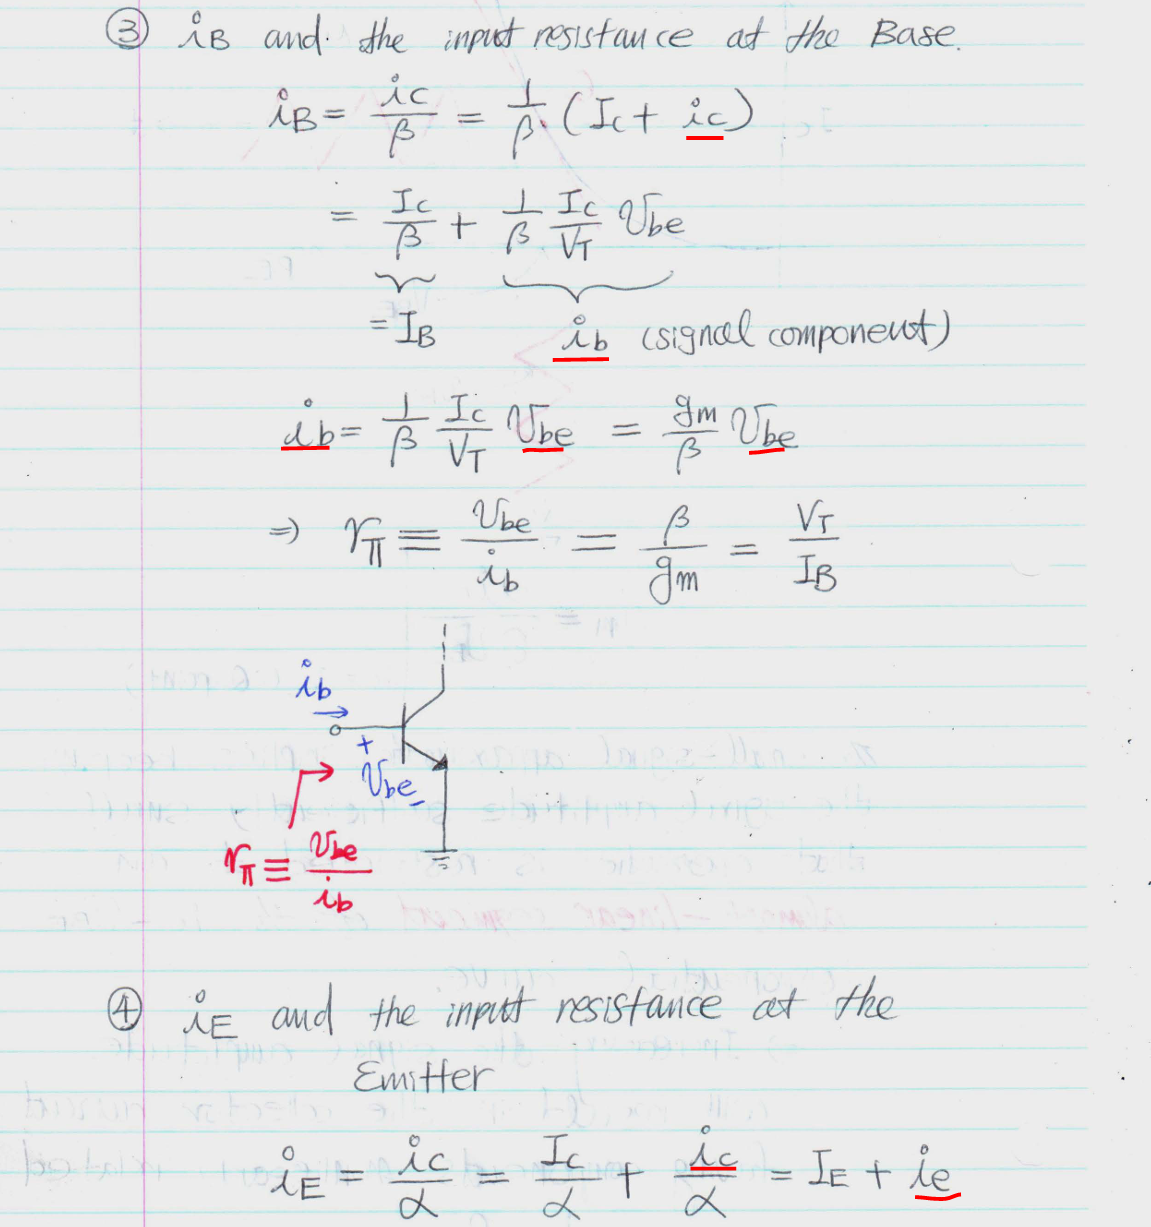 ③ iB and the input resistance at the Base.
iB = iC/β = 1/β · (Ic + ic)
= Ic/β + 1/β Ic/VT Vbe
= IB    ib (signal component)
ib = 1/β Ic/VT Vbe = gm/β Vbe
⇒ rπ ≡ Vbe/ib = β/gm = VT/IB
ib
→
+
Vbe
−
rπ ≡ Vbe/ib
④ iE and the input resistance at the
Emitter
iE = iC/α = Ic/α + ic/α = IE + ie